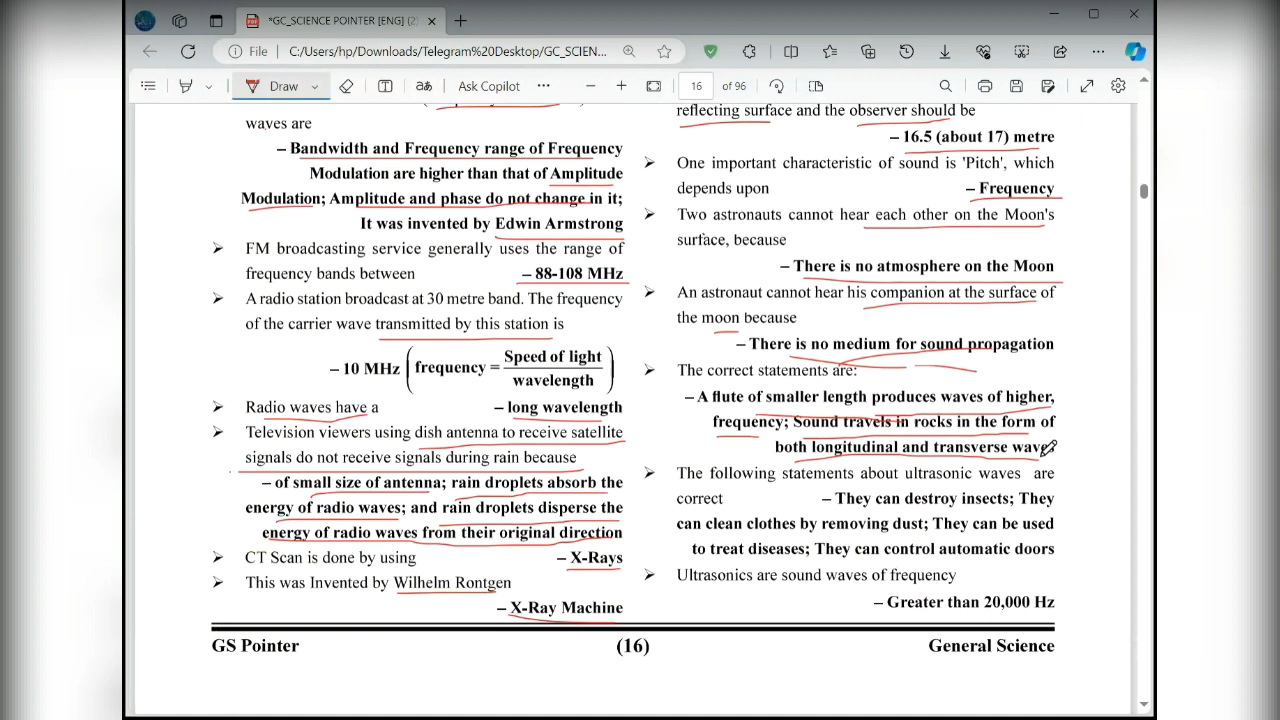 *GC_SCIENCE POINTER [ENG] (2)
File
C:/Users/hp/Downloads/Telegram%20Desktop/GC_SCIEN...
Draw
aあ
Ask Copilot
16
of 96
waves are
– Bandwidth and Frequency range of Frequency
Modulation are higher than that of Amplitude
Modulation; Amplitude and phase do not change in it;
It was invented by Edwin Armstrong
➢ FM broadcasting service generally uses the range of
frequency bands between – 88-108 MHz
➢ A radio station broadcast at 30 metre band. The frequency
of the carrier wave transmitted by this station is
– 10 MHz (frequency = Speed of light
wavelength)
➢ Radio waves have a – long wavelength
➢ Television viewers using dish antenna to receive satellite
signals do not receive signals during rain because
– of small size of antenna; rain droplets absorb the
energy of radio waves; and rain droplets disperse the
energy of radio waves from their original direction
➢ CT Scan is done by using – X-Rays
➢ This was Invented by Wilhelm Rontgen
– X-Ray Machine
reflecting surface and the observer should be
– 16.5 (about 17) metre
➢ One important characteristic of sound is 'Pitch', which
depends upon – Frequency
➢ Two astronauts cannot hear each other on the Moon's
surface, because
– There is no atmosphere on the Moon
➢ An astronaut cannot hear his companion at the surface of
the moon because
– There is no medium for sound propagation
➢ The correct statements are:
– A flute of smaller length produces waves of higher,
frequency; Sound travels in rocks in the form of
both longitudinal and transverse wave
➢ The following statements about ultrasonic waves are
correct – They can destroy insects; They
can clean clothes by removing dust; They can be used
to treat diseases; They can control automatic doors
➢ Ultrasonics are sound waves of frequency
– Greater than 20,000 Hz
GS Pointer (16) General Science